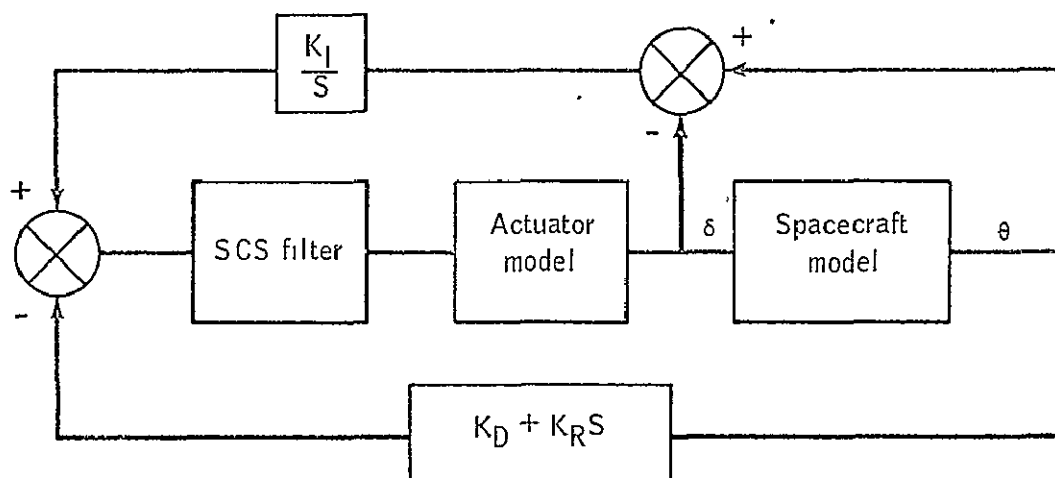 K_I
S
+
-
+
-
SCS filter
Actuator
model
δ
Spacecraft
model
θ
K_D + K_R S